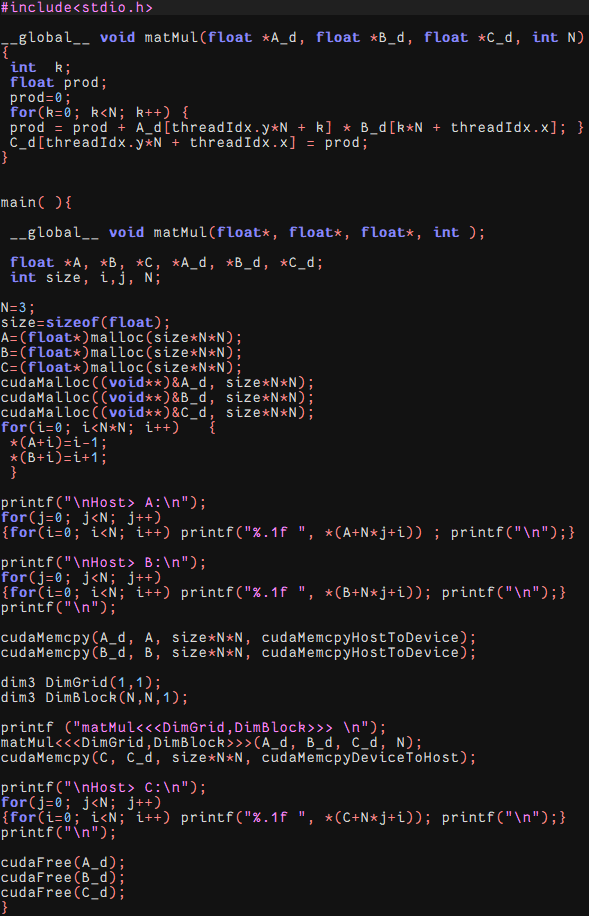 #include<stdio.h>
__global__ void matMul(float *A_d, float *B_d, float *C_d, int N)
{
int k;
float prod;
prod=0;
for(k=0; k<N; k++) {
prod = prod + A_d[threadIdx.y*N + k] * B_d[k*N + threadIdx.x]; }
C_d[threadIdx.y*N + threadIdx.x] = prod;
}
main( ){
__global__ void matMul(float*, float*, float*, int );
float *A, *B, *C, *A_d, *B_d, *C_d;
int size, i,j, N;
N=3;
size=sizeof(float);
A=(float*)malloc(size*N*N);
B=(float*)malloc(size*N*N);
C=(float*)malloc(size*N*N);
cudaMalloc((void**)&A_d, size*N*N);
cudaMalloc((void**)&B_d, size*N*N);
cudaMalloc((void**)&C_d, size*N*N);
for(i=0; i<N*N; i++) {
*(A+i)=i-1;
*(B+i)=i+1;
}
printf("\nHost> A:\n");
for(j=0; j<N; j++)
{for(i=0; i<N; i++) printf("%.1f ", *(A+N*j+i)) ; printf("\n");}
printf("\nHost> B:\n");
for(j=0; j<N; j++)
{for(i=0; i<N; i++) printf("%.1f ", *(B+N*j+i)); printf("\n");}
printf("\n");
cudaMemcpy(A_d, A, size*N*N, cudaMemcpyHostToDevice);
cudaMemcpy(B_d, B, size*N*N, cudaMemcpyHostToDevice);
dim3 DimGrid(1,1);
dim3 DimBlock(N,N,1);
printf ("matMul<<<DimGrid,DimBlock>>> \n");
matMul<<<DimGrid,DimBlock>>>(A_d, B_d, C_d, N);
cudaMemcpy(C, C_d, size*N*N, cudaMemcpyDeviceToHost);
printf("\nHost> C:\n");
for(j=0; j<N; j++)
{for(i=0; i<N; i++) printf("%.1f ", *(C+N*j+i)); printf("\n");}
printf("\n");
cudaFree(A_d);
cudaFree(B_d);
cudaFree(C_d);
}